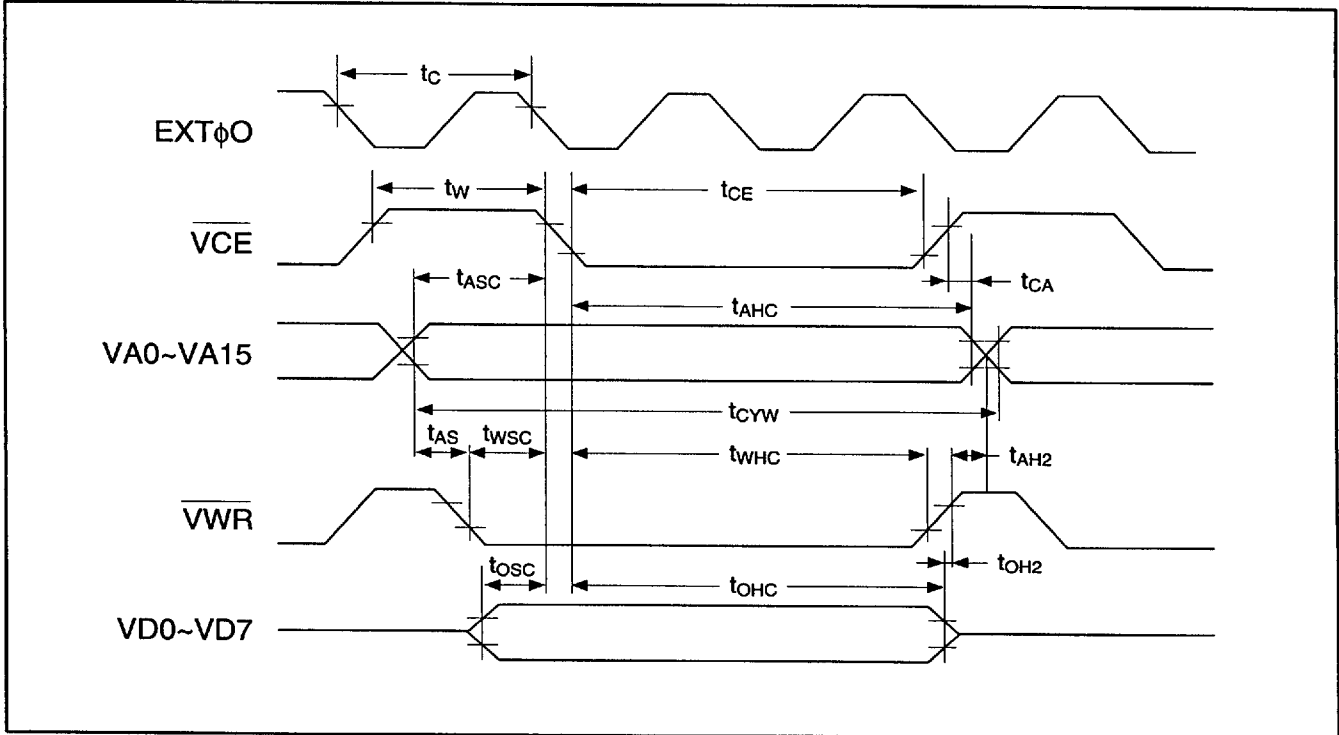 tC
EXTϕO
tW
tCE
VCE
tASC
tCA
tAHC
VA0~VA15
tCYW
tAS
tWSC
tWHC
tAH2
VWR
tOSC
tOHC
tOH2
VD0~VD7